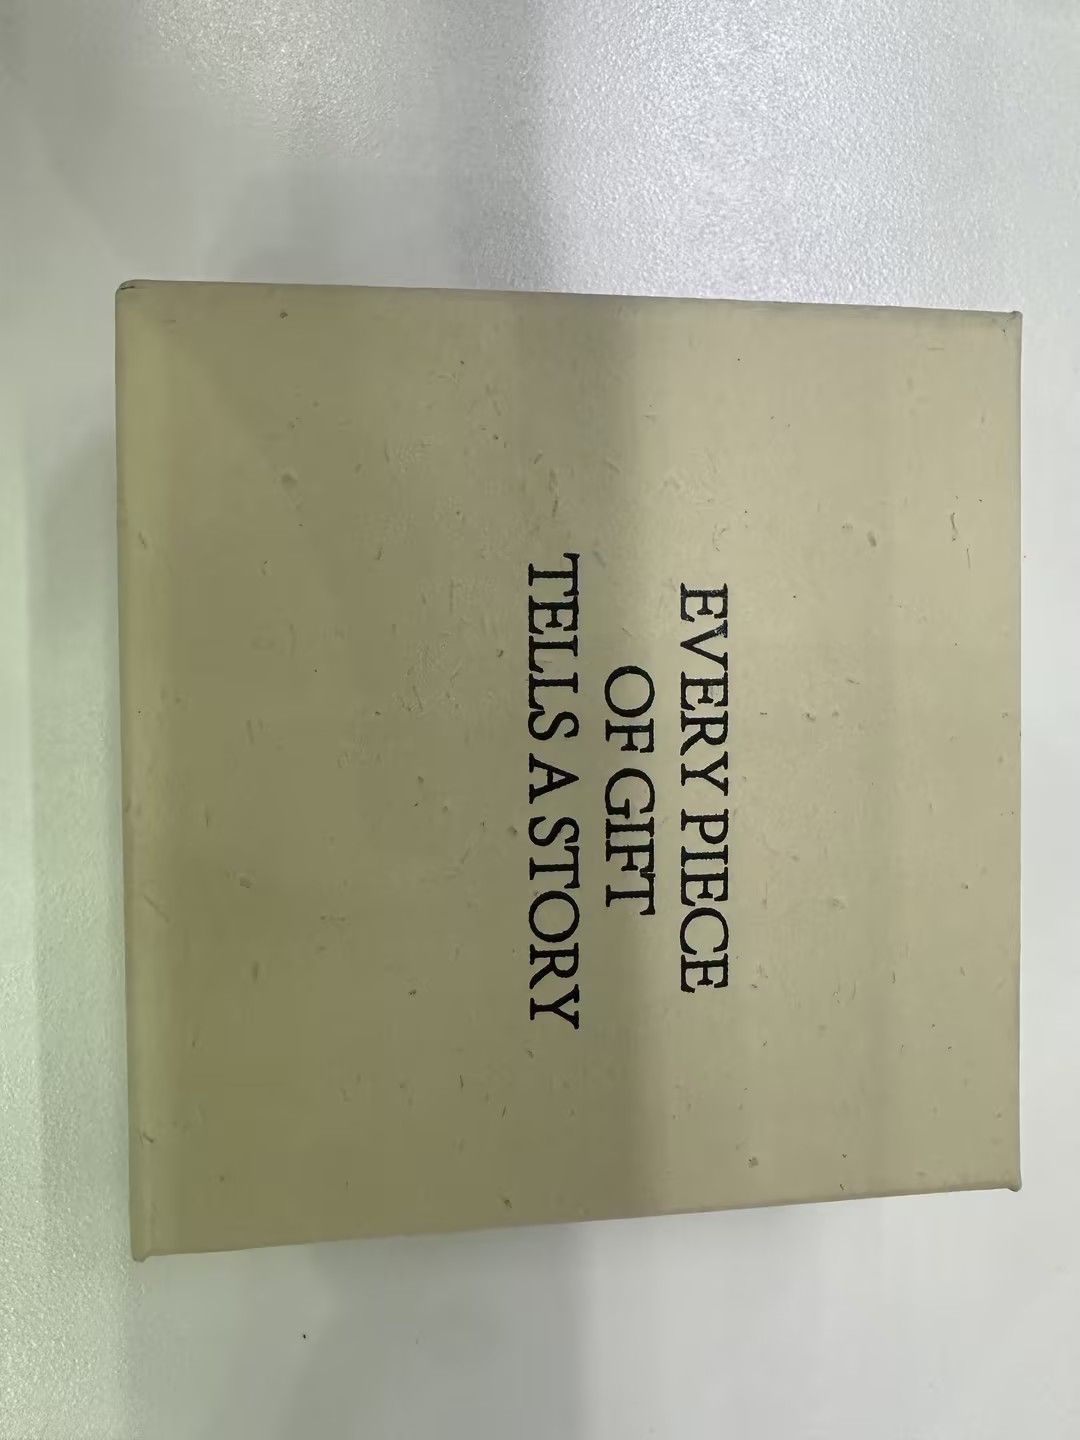 EVERY PIECE
OF GIFT
TELLS A STORY